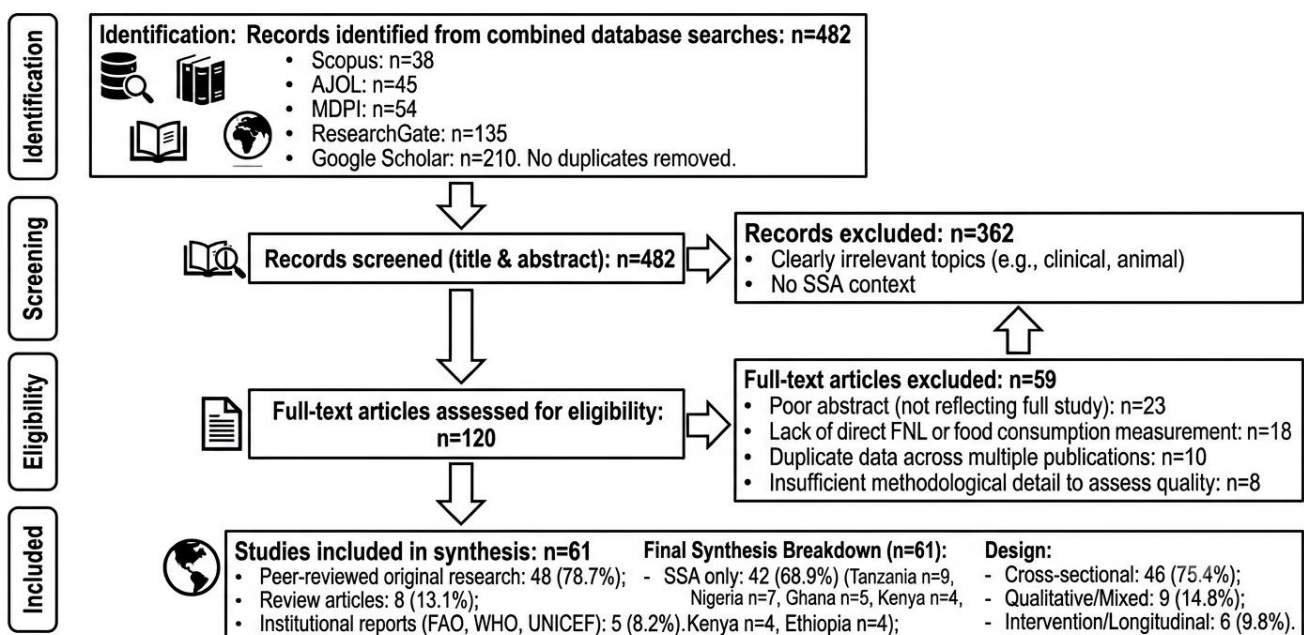 Identification
Identification: Records identified from combined database searches: n=482
• Scopus: n=38
• AJOL: n=45
• MDPI: n=54
• ResearchGate: n=135
• Google Scholar: n=210. No duplicates removed.
Screening
Records screened (title & abstract): n=482
Records excluded: n=362
• Clearly irrelevant topics (e.g., clinical, animal)
• No SSA context
Eligibility
Full-text articles assessed for eligibility:
n=120
Full-text articles excluded: n=59
• Poor abstract (not reflecting full study): n=23
• Lack of direct FNL or food consumption measurement: n=18
• Duplicate data across multiple publications: n=10
• Insufficient methodological detail to assess quality: n=8
Included
Studies included in synthesis: n=61
• Peer-reviewed original research: 48 (78.7%);
• Review articles: 8 (13.1%);
• Institutional reports (FAO, WHO, UNICEF): 5 (8.2%).
Final Synthesis Breakdown (n=61):
- SSA only: 42 (68.9%) (Tanzania n=9,
Nigeria n=7, Ghana n=5, Kenya n=4,
Kenya n=4, Ethiopia n=4);
Design:
- Cross-sectional: 46 (75.4%);
- Qualitative/Mixed: 9 (14.8%);
- Intervention/Longitudinal: 6 (9.8%).